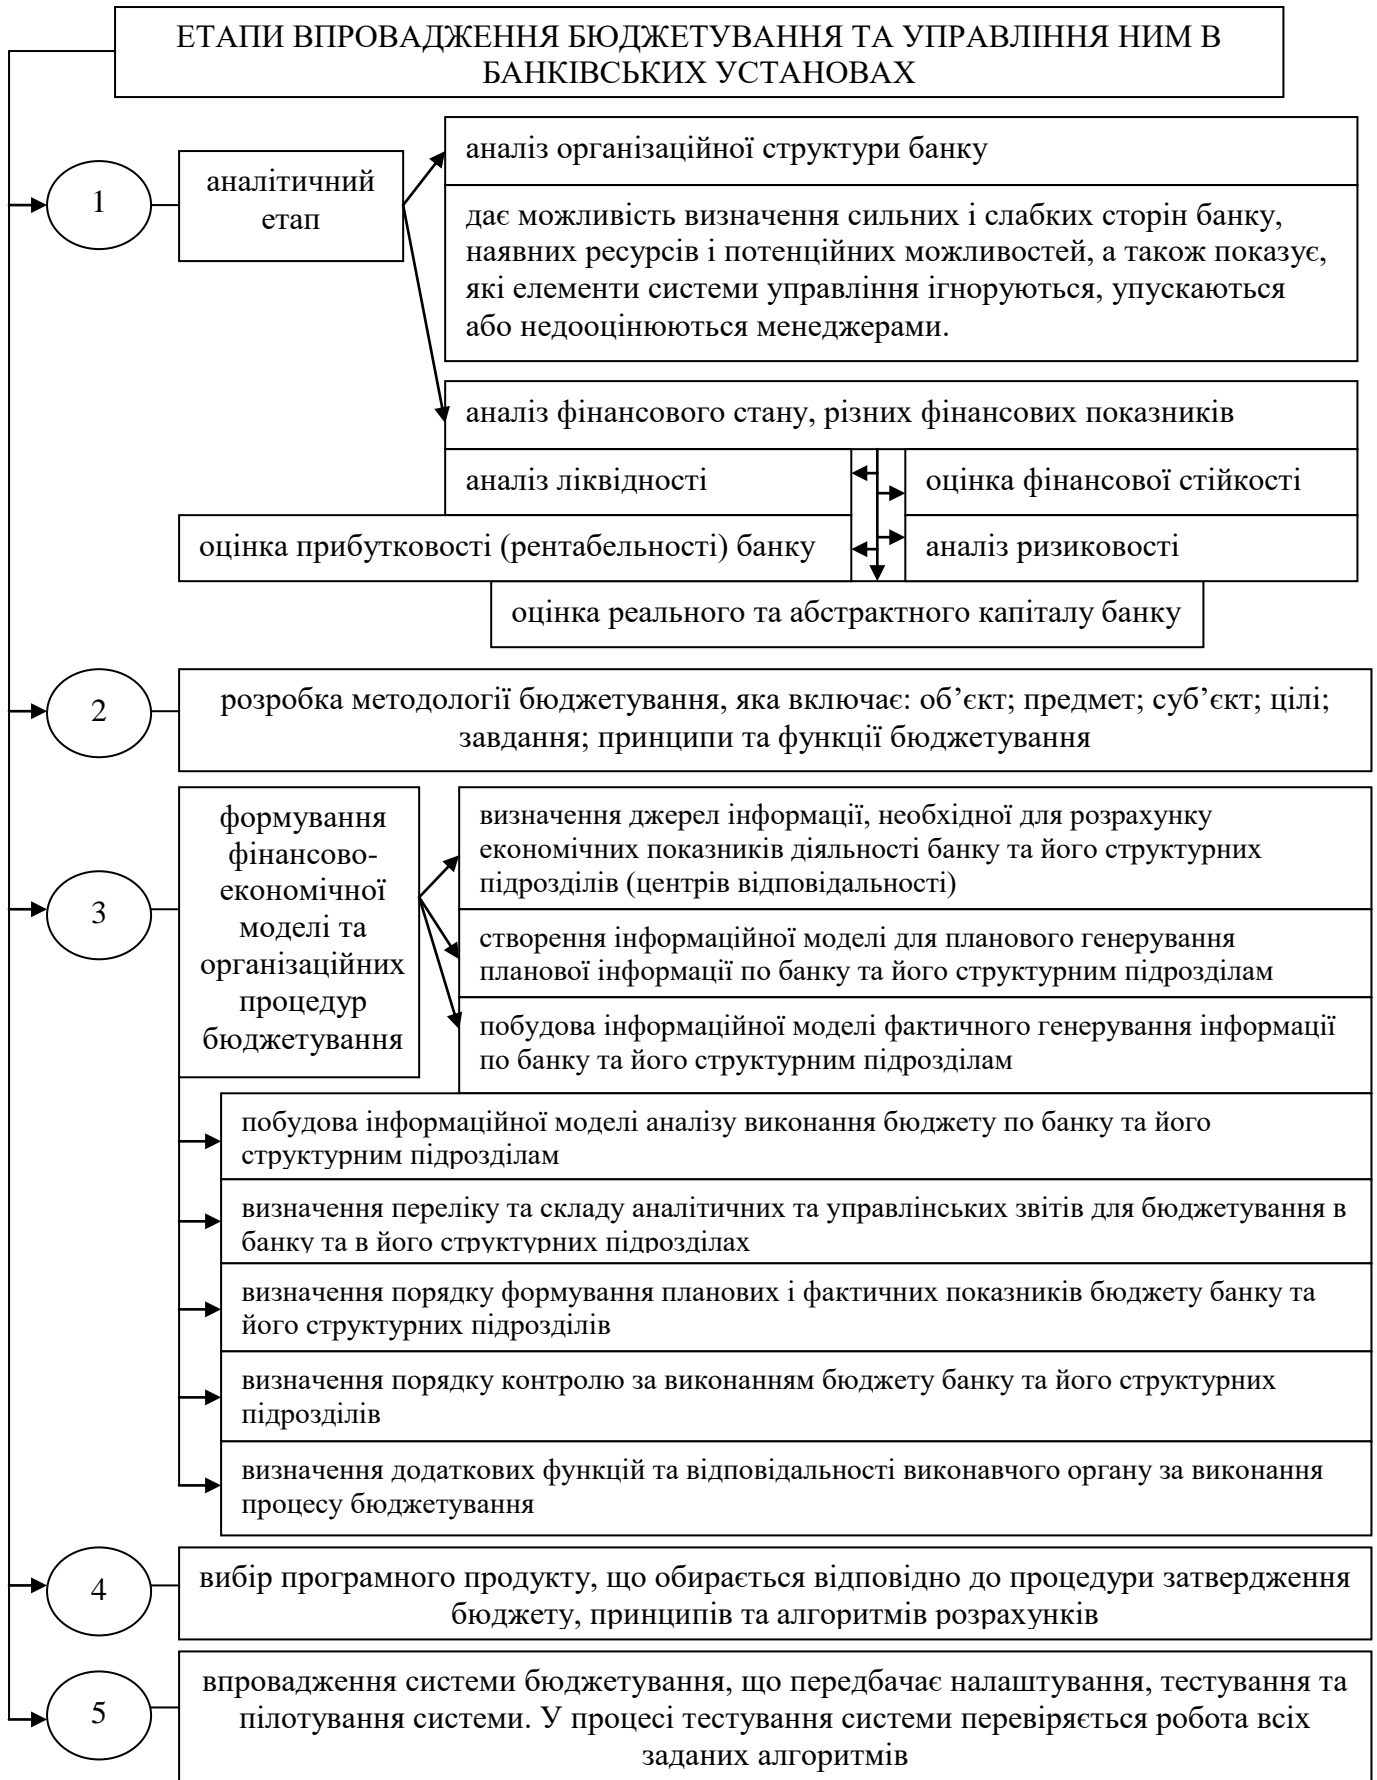 ЕТАПИ ВПРОВАДЖЕННЯ БЮДЖЕТУВАННЯ ТА УПРАВЛІННЯ НИМ В
БАНКІВСЬКИХ УСТАНОВАХ
1
аналітичний
етап
аналіз організаційної структури банку
дає можливість визначення сильних і слабких сторін банку,
наявних ресурсів і потенційних можливостей, а також показує,
які елементи системи управління ігноруються, упускаються
або недооцінюються менеджерами.
аналіз фінансового стану, різних фінансових показників
аналіз ліквідності
оцінка фінансової стійкості
оцінка прибутковості (рентабельності) банку
аналіз ризиковості
оцінка реального та абстрактного капіталу банку
2
розробка методології бюджетування, яка включає: об’єкт; предмет; суб’єкт; цілі;
завдання; принципи та функції бюджетування
3
формування
фінансово-
економічної
моделі та
організаційних
процедур
бюджетування
визначення джерел інформації, необхідної для розрахунку
економічних показників діяльності банку та його структурних
підрозділів (центрів відповідальності)
створення інформаційної моделі для планового генерування
планової інформації по банку та його структурним підрозділам
побудова інформаційної моделі фактичного генерування інформації
по банку та його структурним підрозділам
побудова інформаційної моделі аналізу виконання бюджету по банку та його
структурним підрозділам
визначення переліку та складу аналітичних та управлінських звітів для бюджетування в
банку та в його структурних підрозділах
визначення порядку формування планових і фактичних показників бюджету банку та
його структурних підрозділів
визначення порядку контролю за виконанням бюджету банку та його структурних
підрозділів
визначення додаткових функцій та відповідальності виконавчого органу за виконання
процесу бюджетування
4
вибір програмного продукту, що обирається відповідно до процедури затвердження
бюджету, принципів та алгоритмів розрахунків
5
впровадження системи бюджетування, що передбачає налаштування, тестування та
пілотування системи. У процесі тестування системи перевіряється робота всіх
заданих алгоритмів